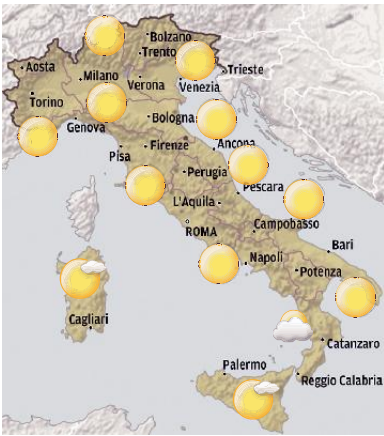 Bolzano
Trento
Aosta
Milano
Trieste
Verona
Venezia
Torino
Genova
Bologna
Pisa
Firenze
Ancona
Perugia
Pescara
L'Aquila
ROMA
Campobasso
Bari
Napoli
Potenza
Cagliari
Catanzaro
Palermo
Reggio Calabria